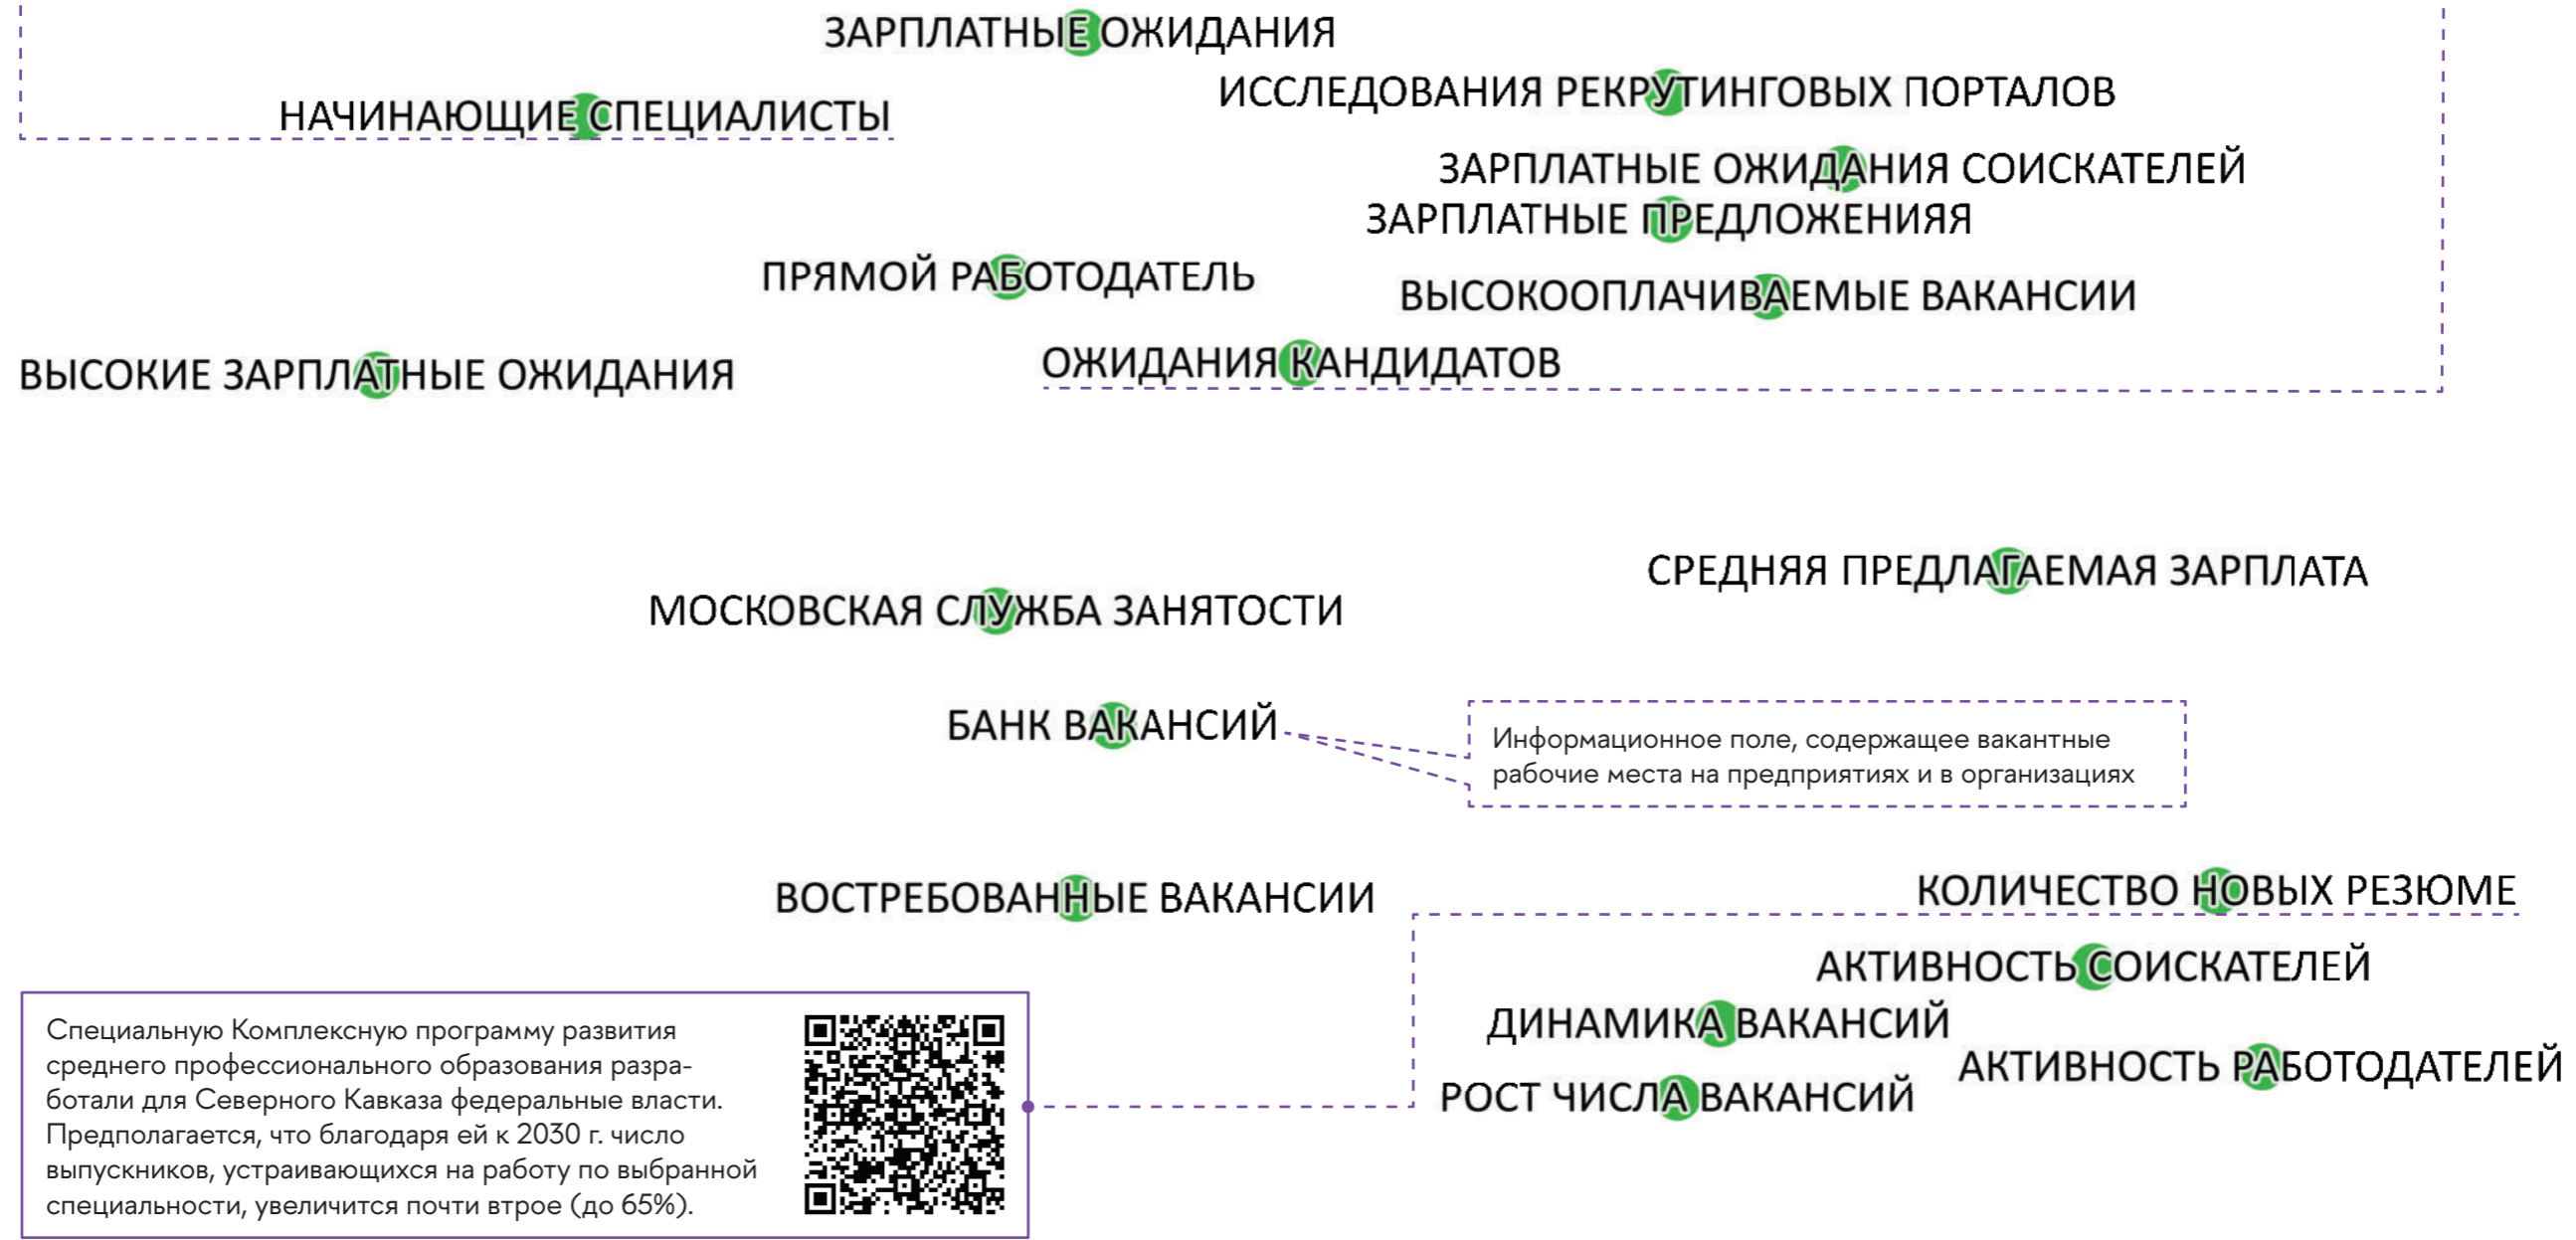 ЗАРПЛАТНЫЕ ОЖИДАНИЯ
ИССЛЕДОВАНИЯ РЕКРУТИНГОВЫХ ПОРТАЛОВ
НАЧИНАЮЩИЕ СПЕЦИАЛИСТЫ
ЗАРПЛАТНЫЕ ОЖИДАНИЯ СОИСКАТЕЛЕЙ
ЗАРПЛАТНЫЕ ПРЕДЛОЖЕНИЯЯ
ПРЯМОЙ РАБОТОДАТЕЛЬ
ВЫСОКООПЛАЧИВАЕМЫЕ ВАКАНСИИ
ОЖИДАНИЯ КАНДИДАТОВ
ВЫСОКИЕ ЗАРПЛАТНЫЕ ОЖИДАНИЯ
СРЕДНЯЯ ПРЕДЛАГАЕМАЯ ЗАРПЛАТА
МОСКОВСКАЯ СЛУЖБА ЗАНЯТОСТИ
БАНК ВАКАНСИЙ
Информационное поле, содержащее вакантные
рабочие места на предприятиях и в организациях
ВОСТРЕБОВАННЫЕ ВАКАНСИИ
КОЛИЧЕСТВО НОВЫХ РЕЗЮМЕ
АКТИВНОСТЬ СОИСКАТЕЛЕЙ
ДИНАМИКА ВАКАНСИЙ
АКТИВНОСТЬ РАБОТОДАТЕЛЕЙ
РОСТ ЧИСЛА ВАКАНСИЙ
Специальную Комплексную программу развития
среднего профессионального образования разра-
ботали для Северного Кавказа федеральные власти.
Предполагается, что благодаря ей к 2030 г. число
выпускников, устраивающихся на работу по выбранной
специальности, увеличится почти втрое (до 65%).